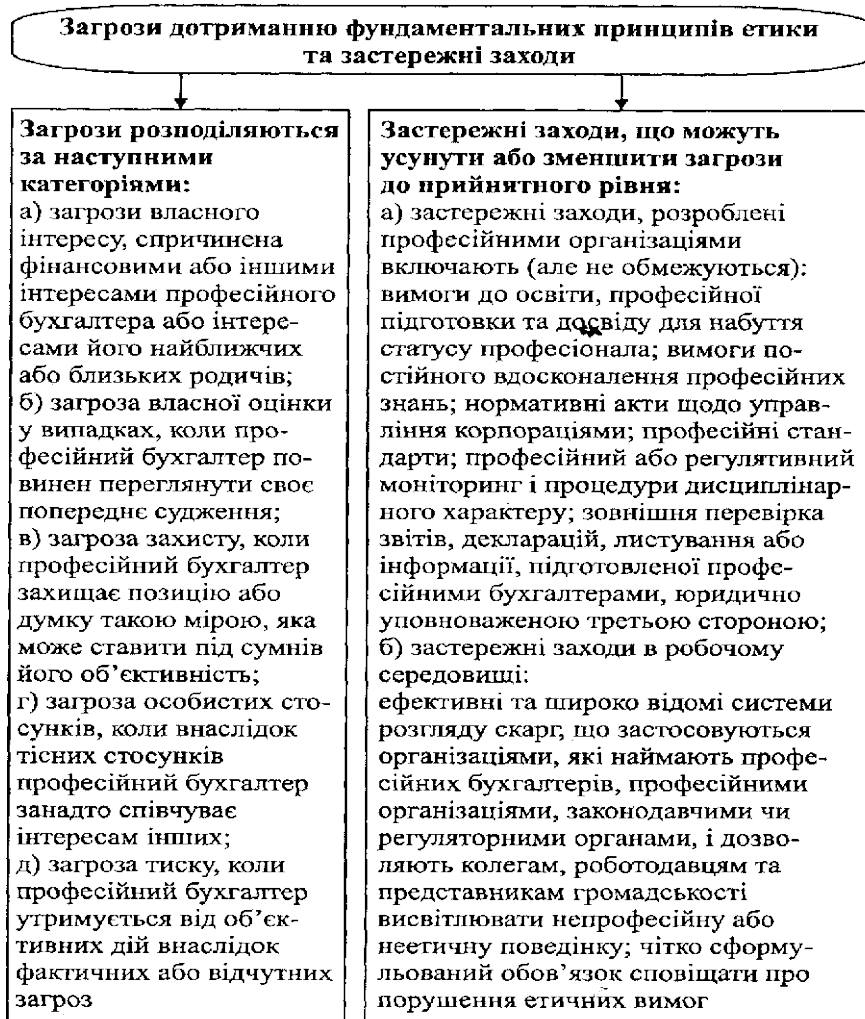 Загрози дотриманню фундаментальних принципів етики
та застережні заходи
Загрози розподіляються
за наступними
категоріями:
а) загрози власного
інтересу, спричинена
фінансовими або іншими
інтересами професійного
бухгалтера або інтере-
сами його найближчих
або близьких родичів;
б) загроза власної оцінки
у випадках, коли про-
фесійний бухгалтер по-
винен переглянути своє
попереднє судження;
в) загроза захисту, коли
професійний бухгалтер
захищає позицію або
думку такою мірою, яка
може ставити під сумнів
його об’єктивність;
г) загроза особистих сто-
сунків, коли внаслідок
тісних стосунків
професійний бухгалтер
занадто співчуває
інтересам інших;
д) загроза тиску, коли
професійний бухгалтер
утримується від об’єк-
тивних дій внаслідок
фактичних або відчутних
загроз
Застережні заходи, що можуть
усунути або зменшити загрози
до прийнятного рівня:
а) застережні заходи, розроблені
професійними організаціями
включають (але не обмежуються):
вимоги до освіти, професійної
підготовки та досвіду для набуття
статусу професіонала; вимоги по-
стійного вдосконалення професійних
знань; нормативні акти щодо управ-
ління корпораціями; професійні стан-
дарти; професійний або регулятивний
моніторинг і процедури дисциплінар-
ного характеру; зовнішня перевірка
звітів, декларацій, листування або
інформації, підготовленої профе-
сійними бухгалтерами, юридично
уповноваженою третьою стороною;
б) застережні заходи в робочому
середовищі:
ефективні та широко відомі системи
розгляду скарг, що застосовуються
організаціями, які наймають профе-
сійних бухгалтерів, професійними
організаціями, законодавчими чи
регуляторними органами, і дозво-
ляють колегам, роботодавцям та
представникам громадськості
висвітлювати непрофесійну або
неетичну поведінку; чітко сформу-
льований обов’язок сповіщати про
порушення етичних вимог